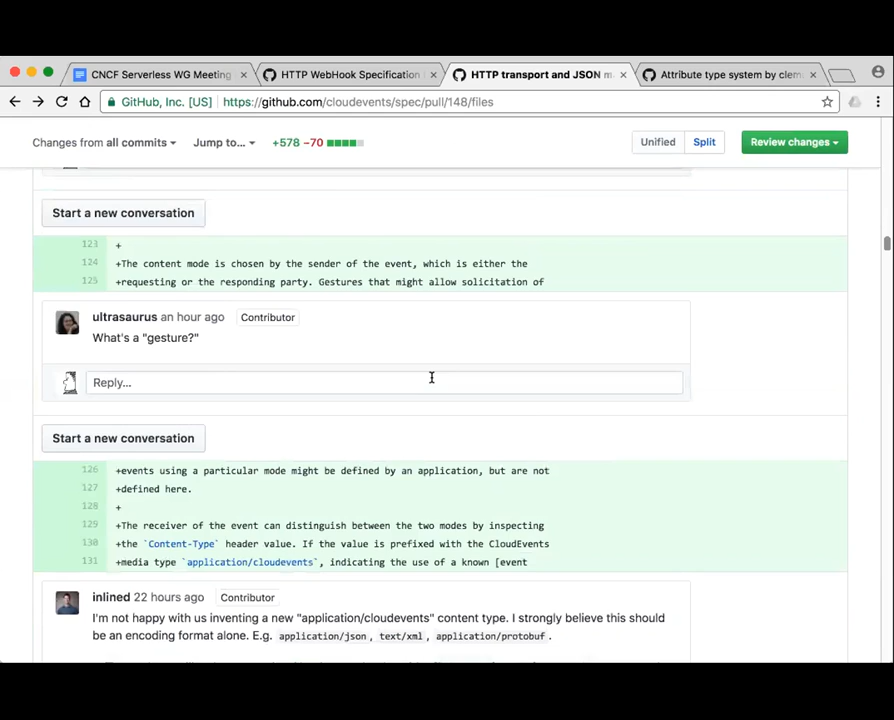 CNCF Serverless WG Meeting
HTTP WebHook Specification
HTTP transport and JSON m
Attribute type system by clem
GitHub, Inc. [US] https://github.com/cloudevents/spec/pull/148/files
Changes from all commits Jump to... +578 −70 Unified Split Review changes
Start a new conversation
123 +
124 +The content mode is chosen by the sender of the event, which is either the
125 +requesting or the responding party. Gestures that might allow solicitation of
ultrasaurus an hour ago Contributor
What's a "gesture?"
Reply...
Start a new conversation
126 +events using a particular mode might be defined by an application, but are not
127 +defined here.
128 +
129 +The receiver of the event can distinguish between the two modes by inspecting
130 +the `Content-Type` header value. If the value is prefixed with the CloudEvents
131 +media type `application/cloudevents`, indicating the use of a known [event
inlined 22 hours ago Contributor
I'm not happy with us inventing a new "application/cloudevents" content type. I strongly believe this should
be an encoding format alone. E.g. application/json, text/xml, application/protobuf.